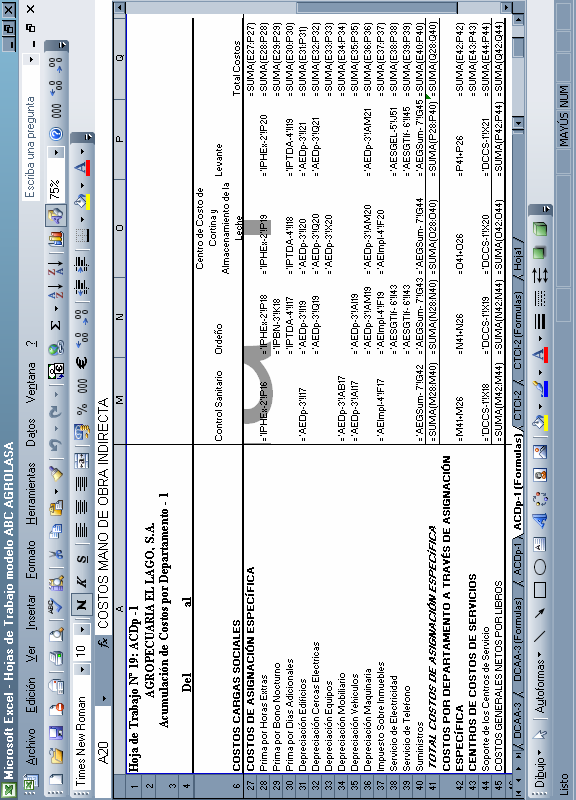 Microsoft Excel - Hojas de Trabajo modelo ABC AGROLASA
Archivo Edición Ver Insertar Formato Herramientas Datos Ventana ?
Escriba una pregunta
Σ 75%
Times New Roman 10 N K S % 000 €
A20 fx COSTOS MANO DE OBRA INDIRECTA
A M N O P Q
1 Hoja de Trabajo N° 19: ACDp - 1
2 AGROPECUARIA EL LAGO, S.A.
3 Acumulación de Costos por Departamento - 1
4 Del al
Centro de Costo de
Cortina y
Almacenamiento de la
6 COSTOS CARGAS SOCIALES Control Sanitario Ordeño Leche Levante Total Costos
27 COSTOS DE ASIGNACIÓN ESPECÍFICA =SUMA(E27:P27)
28 Prima por Horas Extras ='PHEx-2'!P16 ='PHEx-2'!P18 ='PHEx-2'!P19 ='PHEx-2'!P20 =SUMA(E28:P28)
29 Prima por Bono Nocturno ='PBN-3'!K18 =SUMA(E29:P29)
30 Prima por Días Adicionales ='PTDA-4'!I17 ='PTDA-4'!I18 ='PTDA-4'!I19 =SUMA(E30:P30)
31 Depreciación Edificios ='AEDp-3'!I17 ='AEDp-3'!I19 ='AEDp-3'!I20 ='AEDp-3'!I21 =SUMA(E31:P31)
32 Depreciación Cercas Electricas ='AEDp-3'!Q19 ='AEDp-3'!Q20 ='AEDp-3'!Q21 =SUMA(E32:P32)
33 Depreciación Equipos ='AEDp-3'!X20 =SUMA(E33:P33)
34 Depreciación Mobiliario ='AEDp-3'!AB17 =SUMA(E34:P34)
35 Depreciación Vehículos ='AEDp-3'!AI17 ='AEDp-3'!AI19 =SUMA(E35:P35)
36 Depreciación Maquinaria ='AEDp-3'!AM19 ='AEDp-3'!AM20 ='AEDp-3'!AM21 =SUMA(E36:P36)
37 Impuesto Sobre Inmuebles ='AEImpI-4'!F17 ='AEImpI-4'!F19 ='AEImpI-4'!F20 =SUMA(E37:P37)
38 Servicio de Electricidad ='AESGTlf- 6'!I43 ='AESGEL-5'!J51 =SUMA(E38:P38)
39 Servicio de Teléfono ='AESGTlf- 6'!I43 ='AESGTlf- 6'!I45 =SUMA(E39:P39)
40 Suministros ='AEGSum- 7'!G42 ='AEGSum- 7'!G43 ='AEGSum- 7'!G44 ='AEGSum- 7'!G45 =SUMA(E40:P40)
41 TOTAL COSTOS DE ASIGNACIÓN ESPECÍFICA =SUMA(M28:M40) =SUMA(N28:N40) =SUMA(O28:O40) =SUMA(P28:P40) =SUMA(Q28:Q40)
COSTOS POR DEPARTAMENTO A TRAVÉS DE ASIGNACIÓN
42 ESPECÍFICA =M41+M26 =N41+N26 =O41+O26 =P41+P26 =SUMA(E42:P42)
43 CENTROS DE COSTOS DE SERVICIOS =SUMA(E43:P43)
44 Soporte de los Centros de Servicio ='DCCS-1'!X18 ='DCCS-1'!X19 ='DCCS-1'!X20 ='DCCS-1'!X21 =SUMA(E44:P44)
45 COSTOS GENERALES NETOS POR LIBROS =SUMA(M42:M44) =SUMA(N42:N44) =SUMA(O42:O44) =SUMA(P42:P44) =SUMA(Q42:Q44)
DCAA-3 DCAA-3 (Formulas) ACDp-1 ACDp-1 (Formulas) CTCI-2 CTCI-2 (Formulas) Hoja1
Dibujo Autoformas
Listo MAYÚS NUM